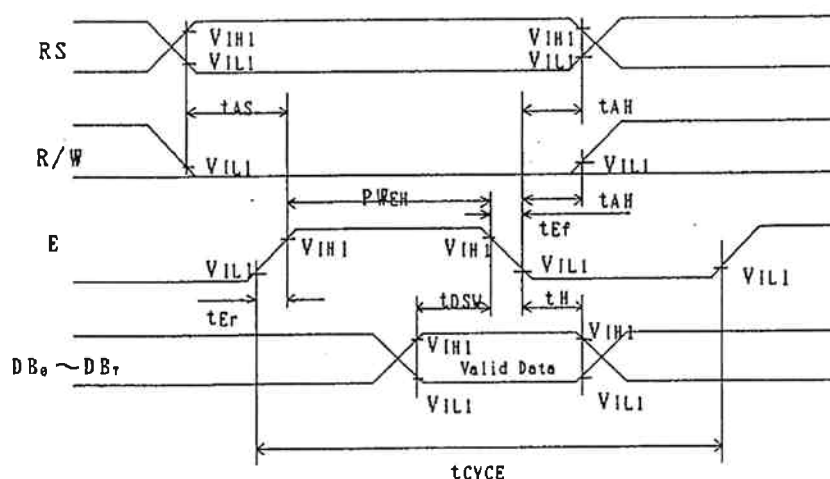 VIH1 VIH1
RS
VIL1 VIL1
tAS tAH
R/W VIL1 VIL1
PWEH tAH
tEf
E VIH1 VIH1
VIL1 VIL1 VIL1
tDSW tH
tEr
VIH1 VIH1
DB0～DB7 Valid Data
VIL1 VIL1
tCYCE